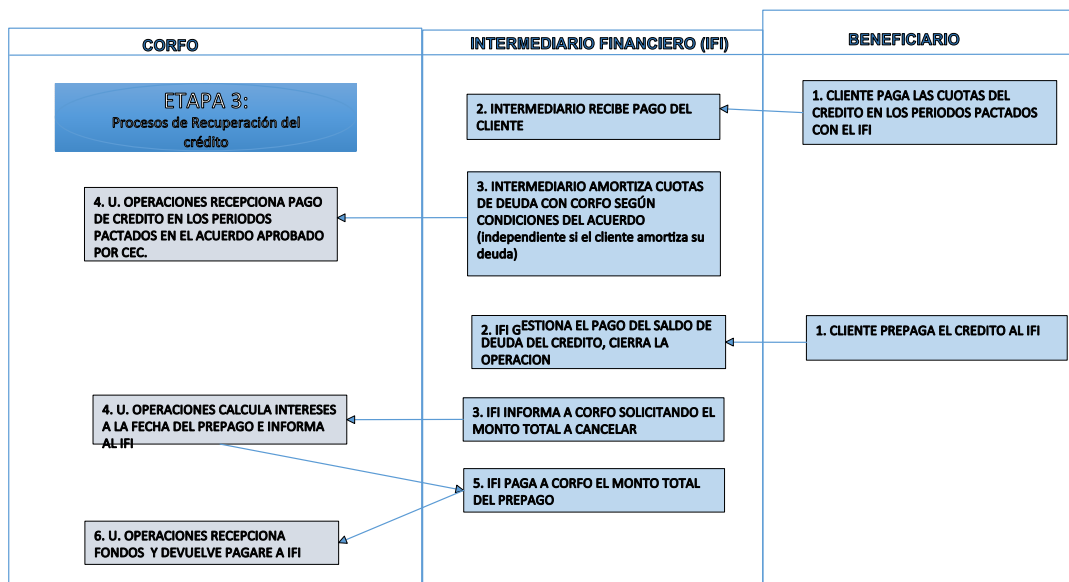 CORFO
INTERMEDIARIO FINANCIERO (IFI)
BENEFICIARIO
ETAPA 3:
Procesos de Recuperación del
crédito
1. CLIENTE PAGA LAS CUOTAS DEL
CREDITO EN LOS PERIODOS PACTADOS
CON EL IFI
2. INTERMEDIARIO RECIBE PAGO DEL
CLIENTE
3. INTERMEDIARIO AMORTIZA CUOTAS
DE DEUDA CON CORFO SEGÚN
CONDICIONES DEL ACUERDO
(independiente si el cliente amortiza su
deuda)
4. U. OPERACIONES RECEPCIONA PAGO
DE CREDITO EN LOS PERIODOS
PACTADOS EN EL ACUERDO APROBADO
POR CEC.
1. CLIENTE PREPAGA EL CREDITO AL IFI
2. IFI GESTIONA EL PAGO DEL SALDO DE
DEUDA DEL CREDITO, CIERRA LA
OPERACION
3. IFI INFORMA A CORFO SOLICITANDO EL
MONTO TOTAL A CANCELAR
4. U. OPERACIONES CALCULA INTERESES
A LA FECHA DEL PREPAGO E INFORMA
AL IFI
5. IFI PAGA A CORFO EL MONTO TOTAL
DEL PREPAGO
6. U. OPERACIONES RECEPCIONA
FONDOS Y DEVUELVE PAGARE A IFI